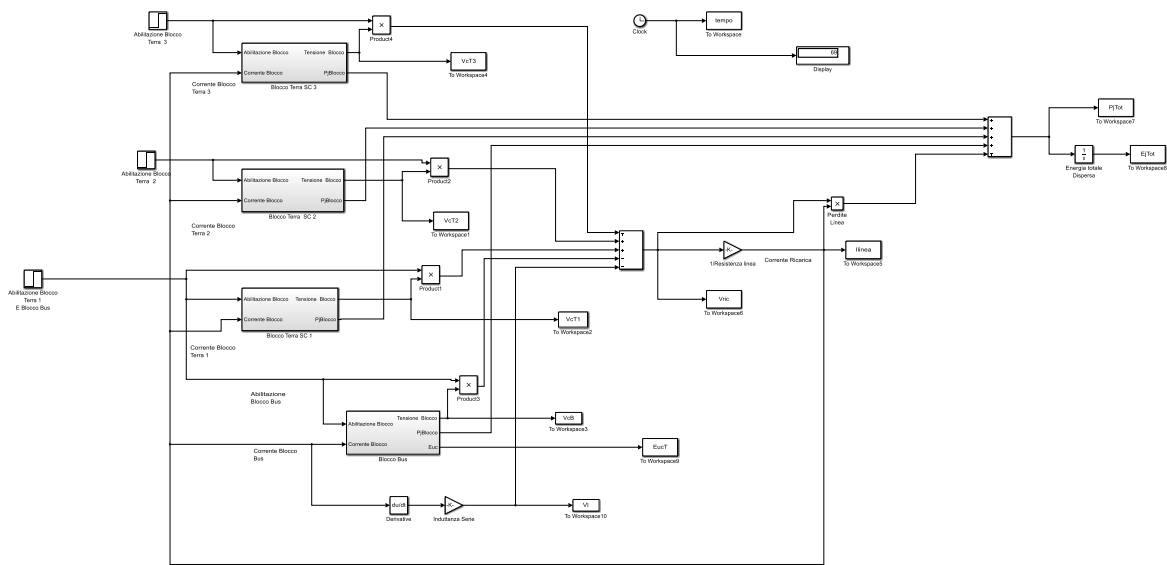 Abilitazione Blocco
Terra 3
Product4
Clock
tempo
To Workspace
69
Display
Abilitazione Blocco
Corrente Blocco
Tensione Blocco
PjBlocco
Blocco Terra SC 3
Corrente Blocco
Terra 3
VcT3
To Workspace4
PjTot
To Workspace7
1
s
Energia totale
Dispersa
EjTot
To Workspace8
Abilitazione Blocco
Terra 2
Product2
Abilitazione Blocco
Corrente Blocco
Tensione Blocco
PjBlocco
Blocco Terra SC 2
Corrente Blocco
Terra 2
VcT2
To Workspace1
Perdite
Linea
-K-
1/Resistenza linea
Corrente Ricarica
Ilinea
To Workspace5
Vric
To Workspace6
Abilitazione Blocco
Terra 1
E Blocco Bus
Product1
Abilitazione Blocco
Corrente Blocco
Tensione Blocco
PjBlocco
Blocco Terra SC 1
Corrente Blocco
Terra 1
VcT1
To Workspace2
Abilitazione
Blocco Bus
Product3
Abilitazione Blocco
Corrente Blocco
Tensione Blocco
PjBlocco
Euc
Blocco Bus
Corrente Blocco
Bus
VcB
To Workspace3
EucT
To Workspace9
du/dt
Derivative
-K-
Induttanza Serie
Vl
To Workspace10